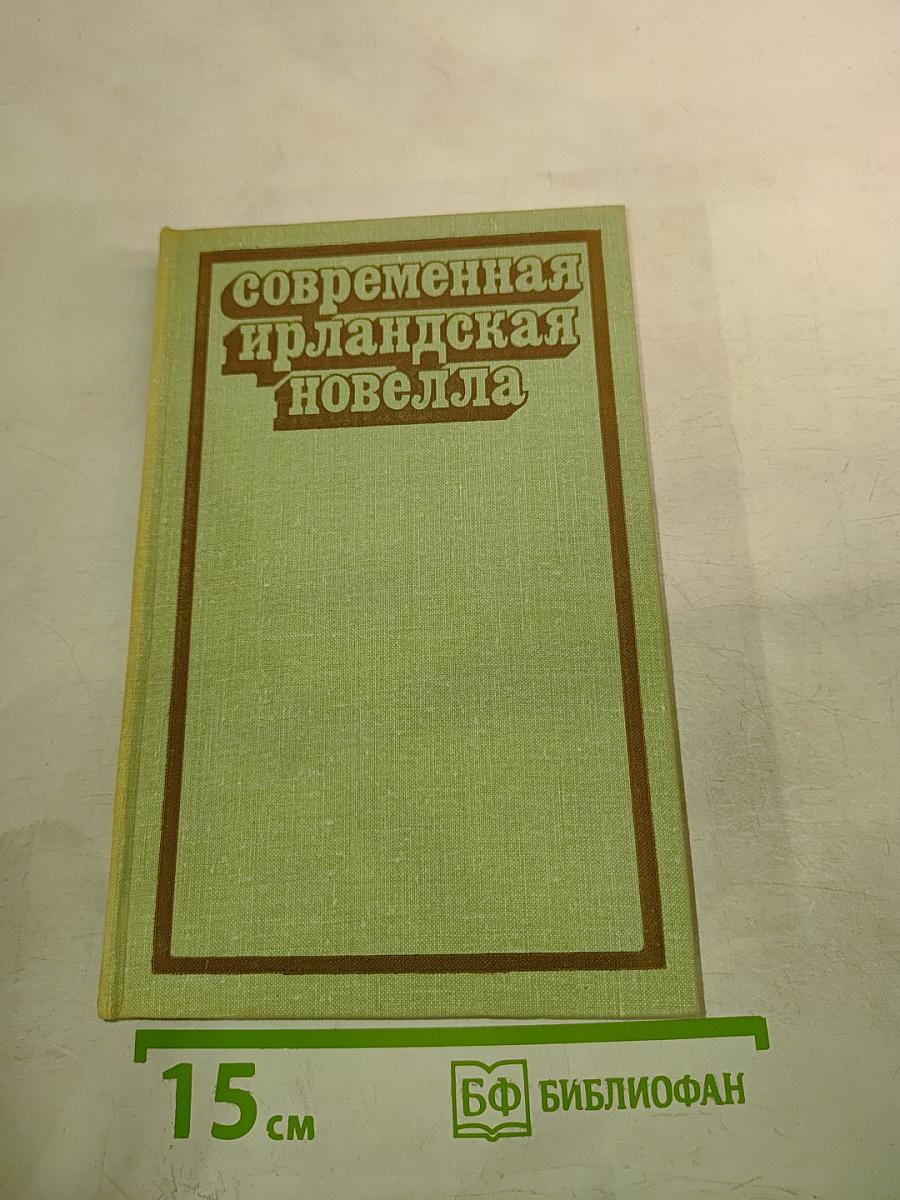 современная
ирландская
новелла
15 см
БФ БИБЛИОФАН